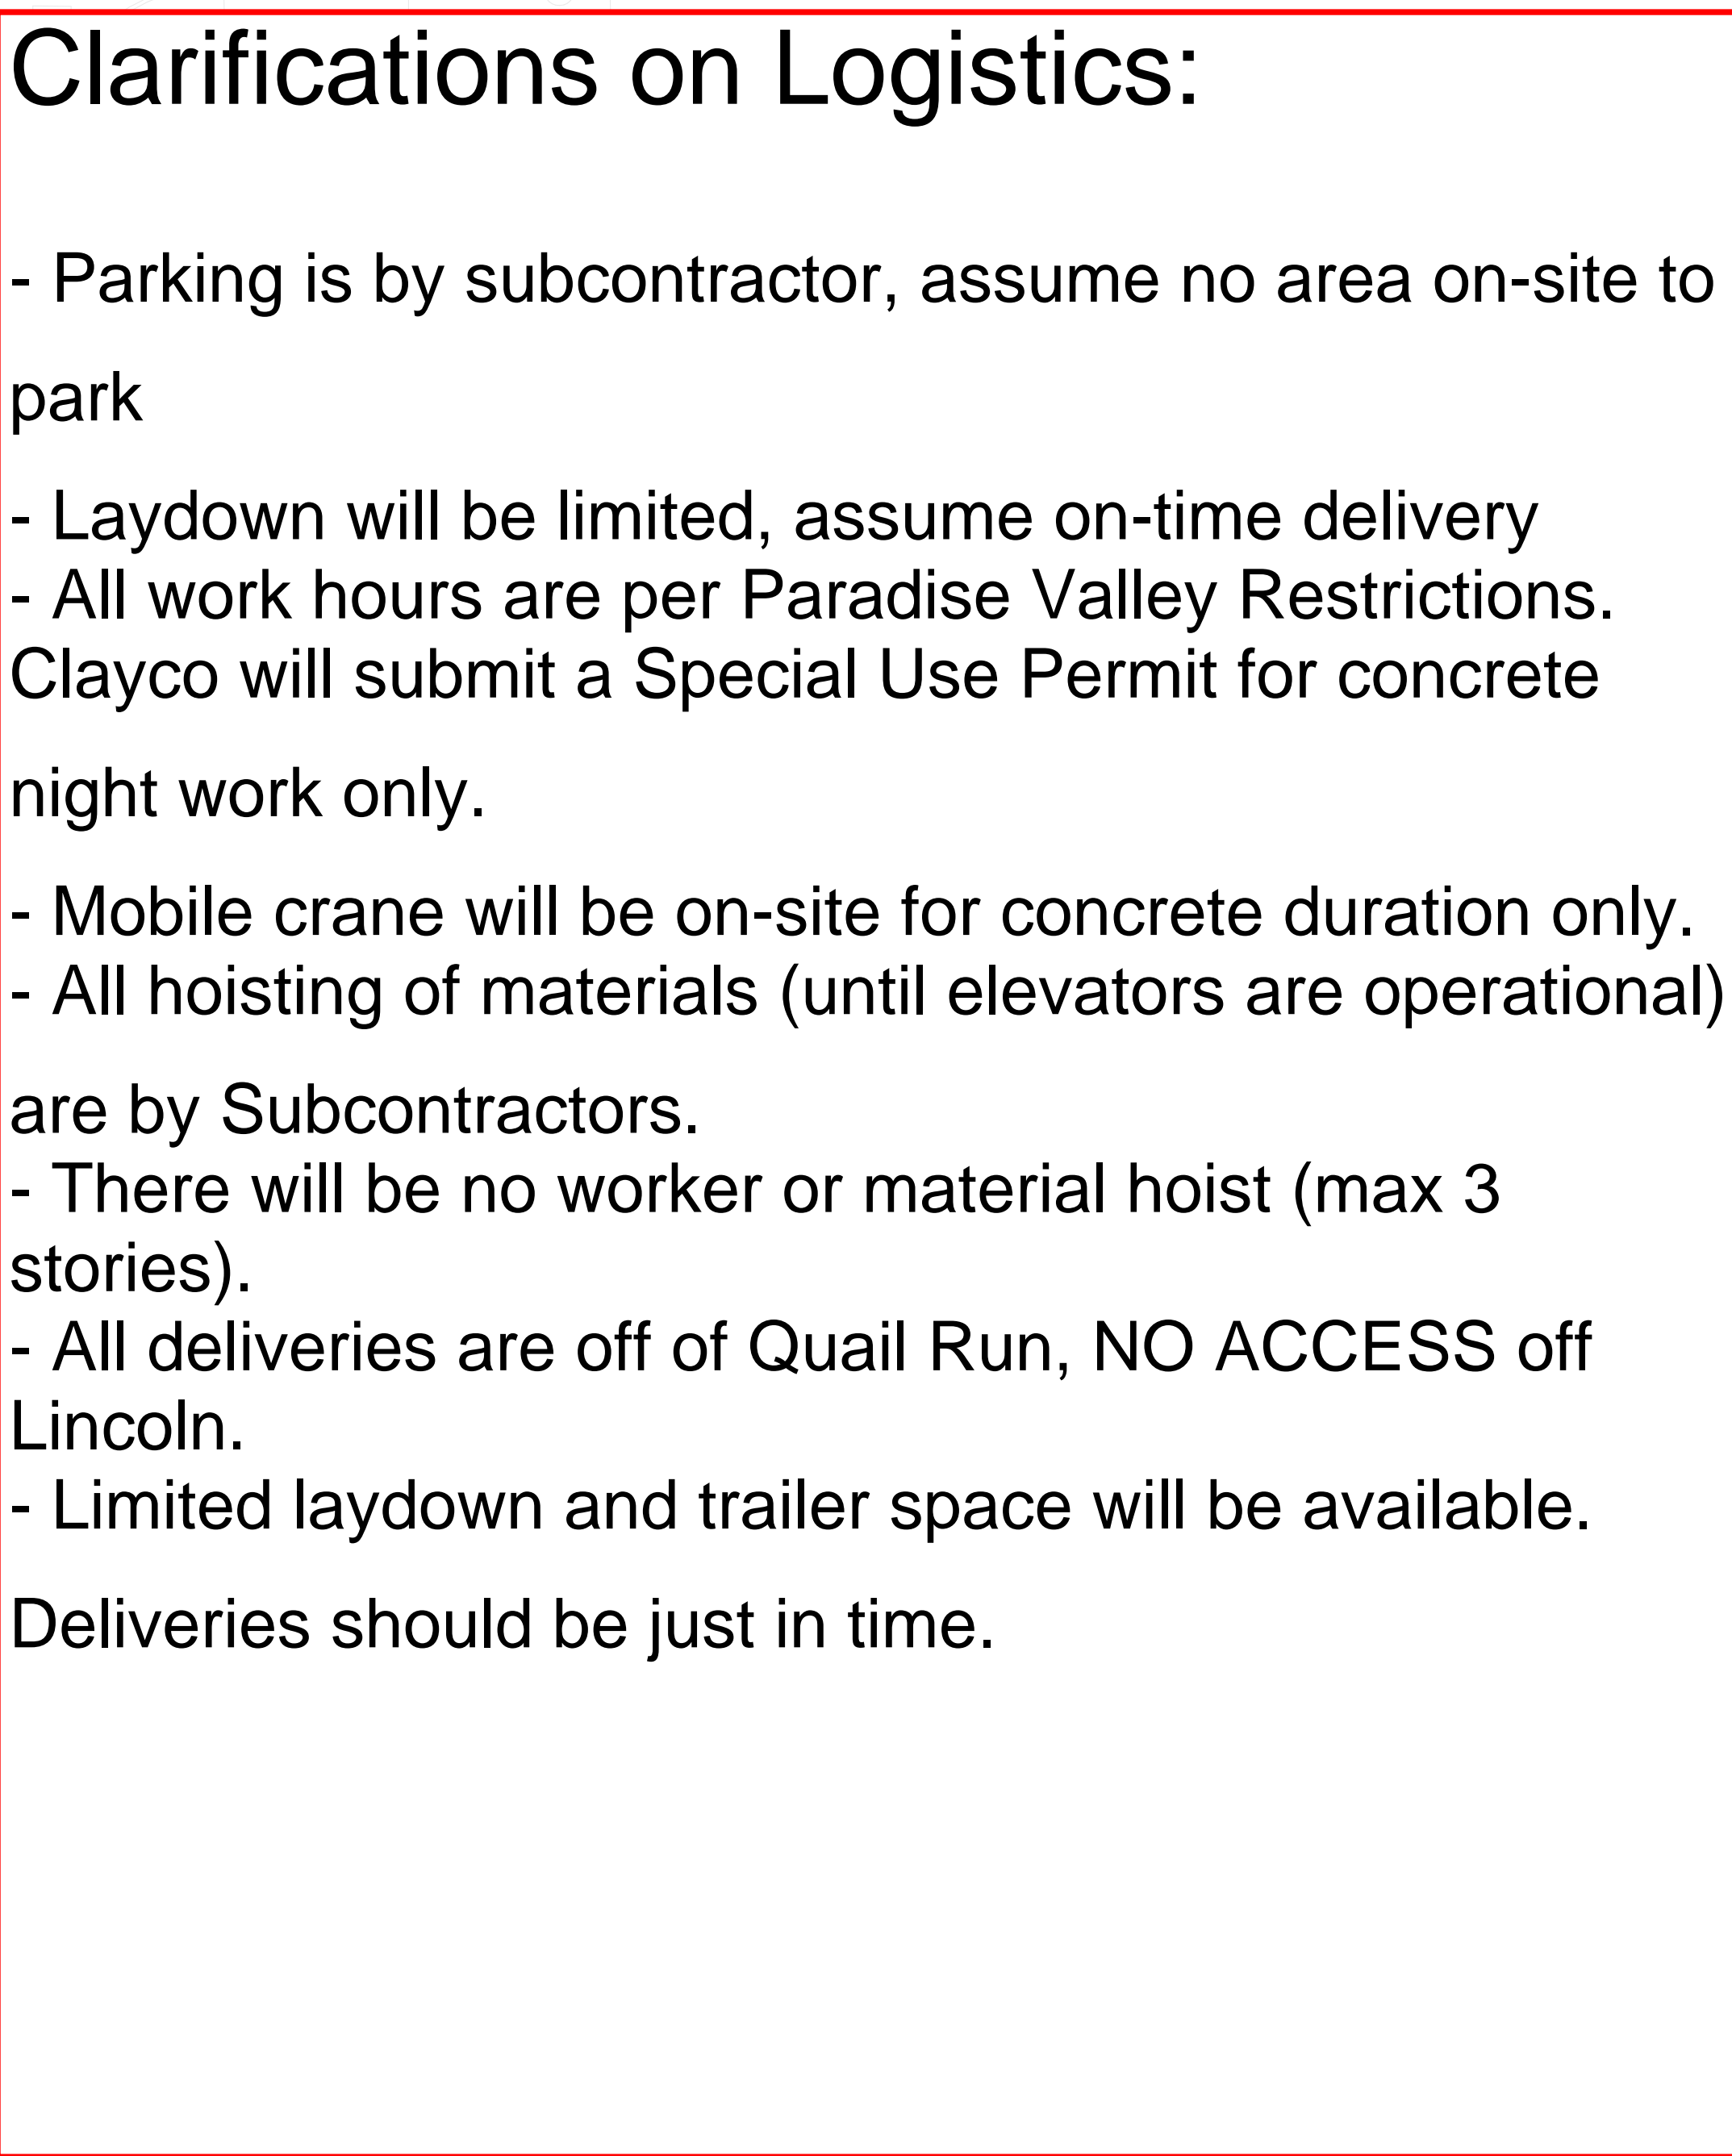 Clarifications on Logistics:
- Parking is by subcontractor, assume no area on-site to
park
- Laydown will be limited, assume on-time delivery
- All work hours are per Paradise Valley Restrictions.
Clayco will submit a Special Use Permit for concrete
night work only.
- Mobile crane will be on-site for concrete duration only.
- All hoisting of materials (until elevators are operational)
are by Subcontractors.
- There will be no worker or material hoist (max 3
stories).
- All deliveries are off of Quail Run, NO ACCESS off
Lincoln.
- Limited laydown and trailer space will be available.
Deliveries should be just in time.